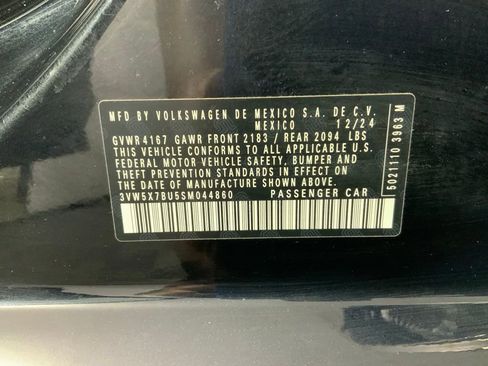 MFD BY VOLKSWAGEN DE MEXICO S.A. DE C.V.
MEXICO 12/24
GVWR 4167 GAWR FRONT 2183 / REAR 2094 LBS
THIS VEHICLE CONFORMS TO ALL APPLICABLE U.S.
FEDERAL MOTOR VEHICLE SAFETY, BUMPER AND
THEFT PREVENTION STANDARDS IN EFFECT ON THE
DATE OF MANUFACTURE SHOWN ABOVE.
3VW5X7BU5SM044860 PASSENGER CAR
5021110 3963 M